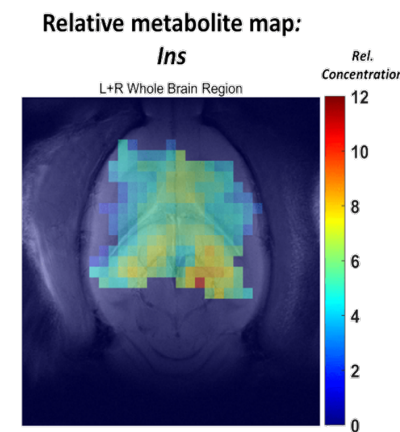 Relative metabolite map:
Ins
Rel.
Concentration
L+R Whole Brain Region
12
10
8
6
4
2
0